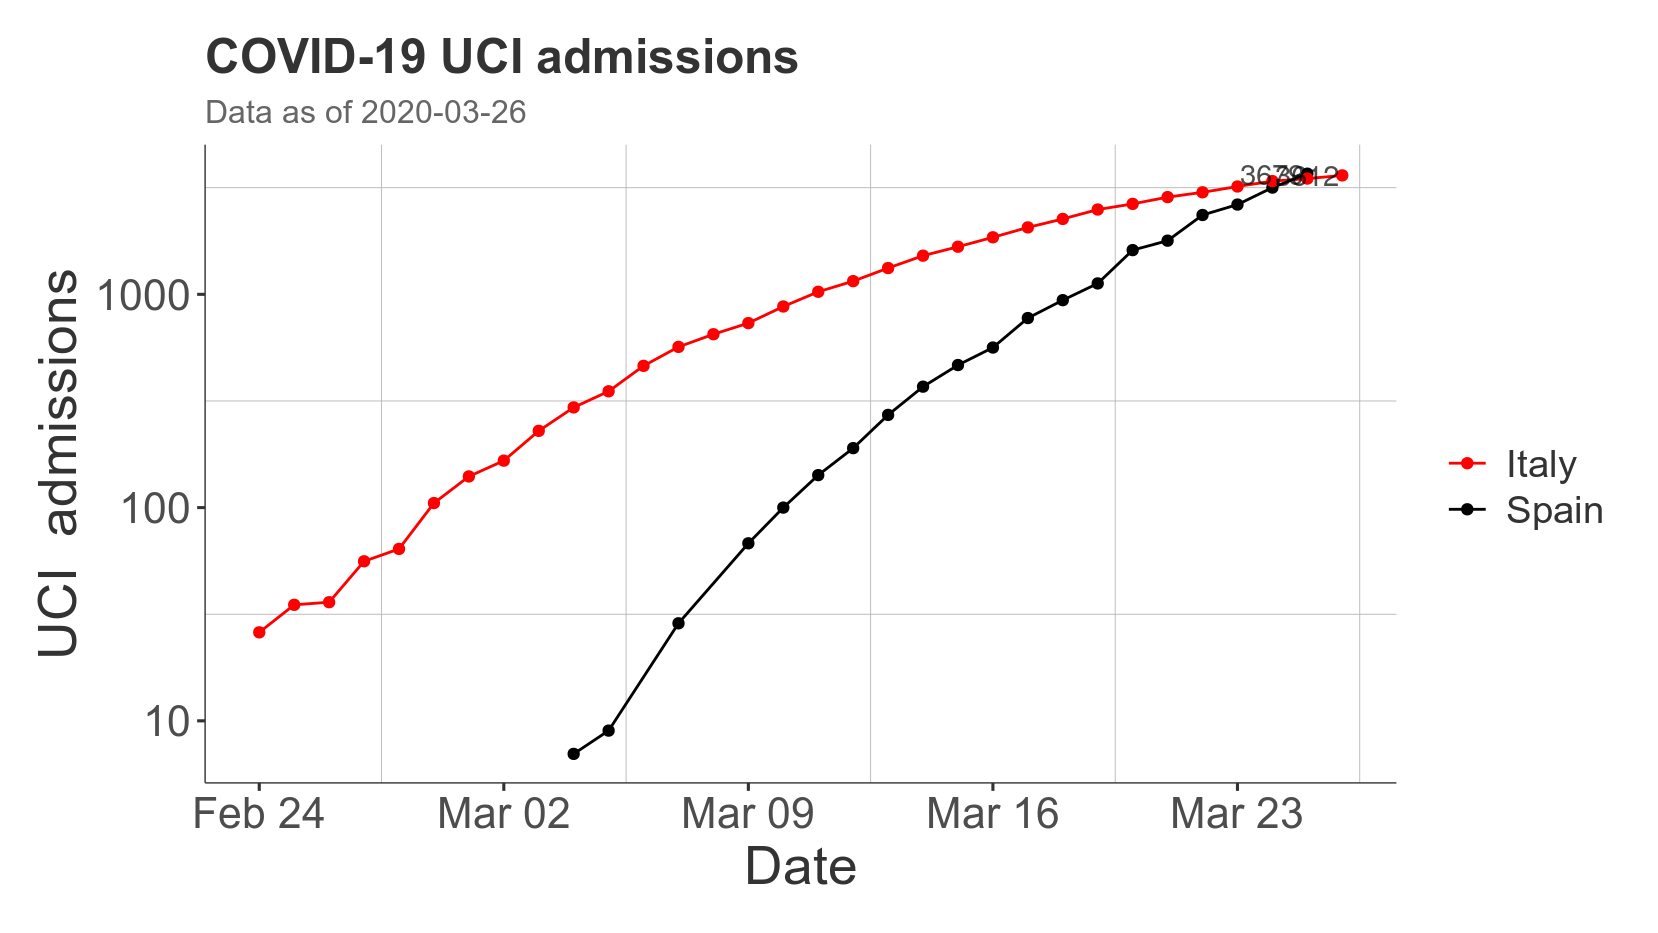 COVID-19 UCI admissions
Data as of 2020-03-26
UCI admissions
1000
100
10
Feb 24
Mar 02
Mar 09
Mar 16
Mar 23
Date
Italy
Spain